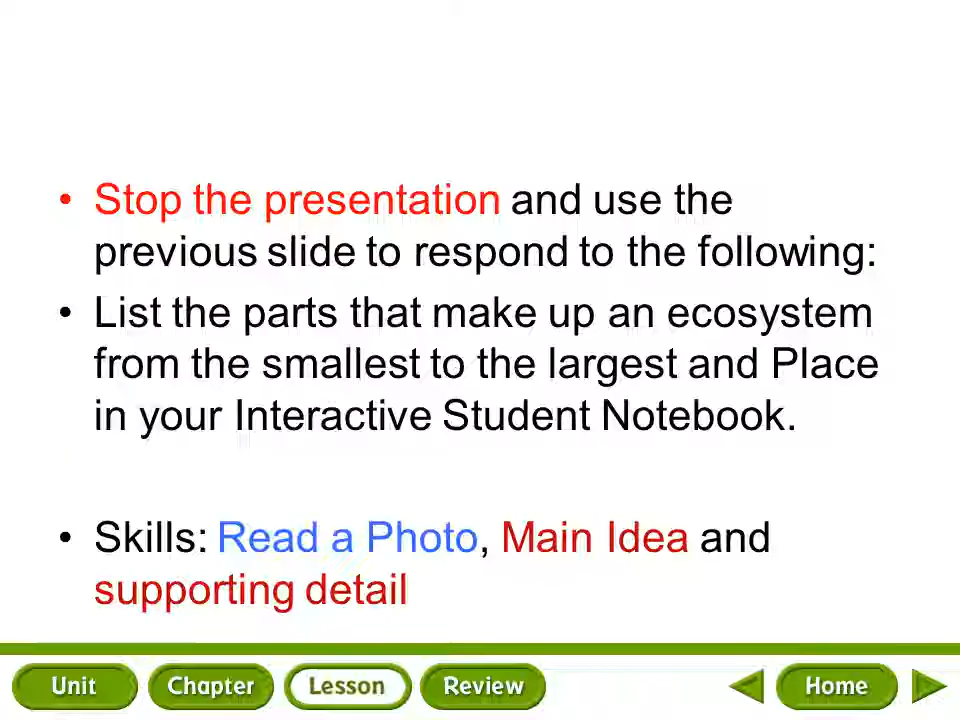 • Stop the presentation and use the
previous slide to respond to the following:
• List the parts that make up an ecosystem
from the smallest to the largest and Place
in your Interactive Student Notebook.
• Skills: Read a Photo, Main Idea and
supporting detail
Unit Chapter Lesson Review Home